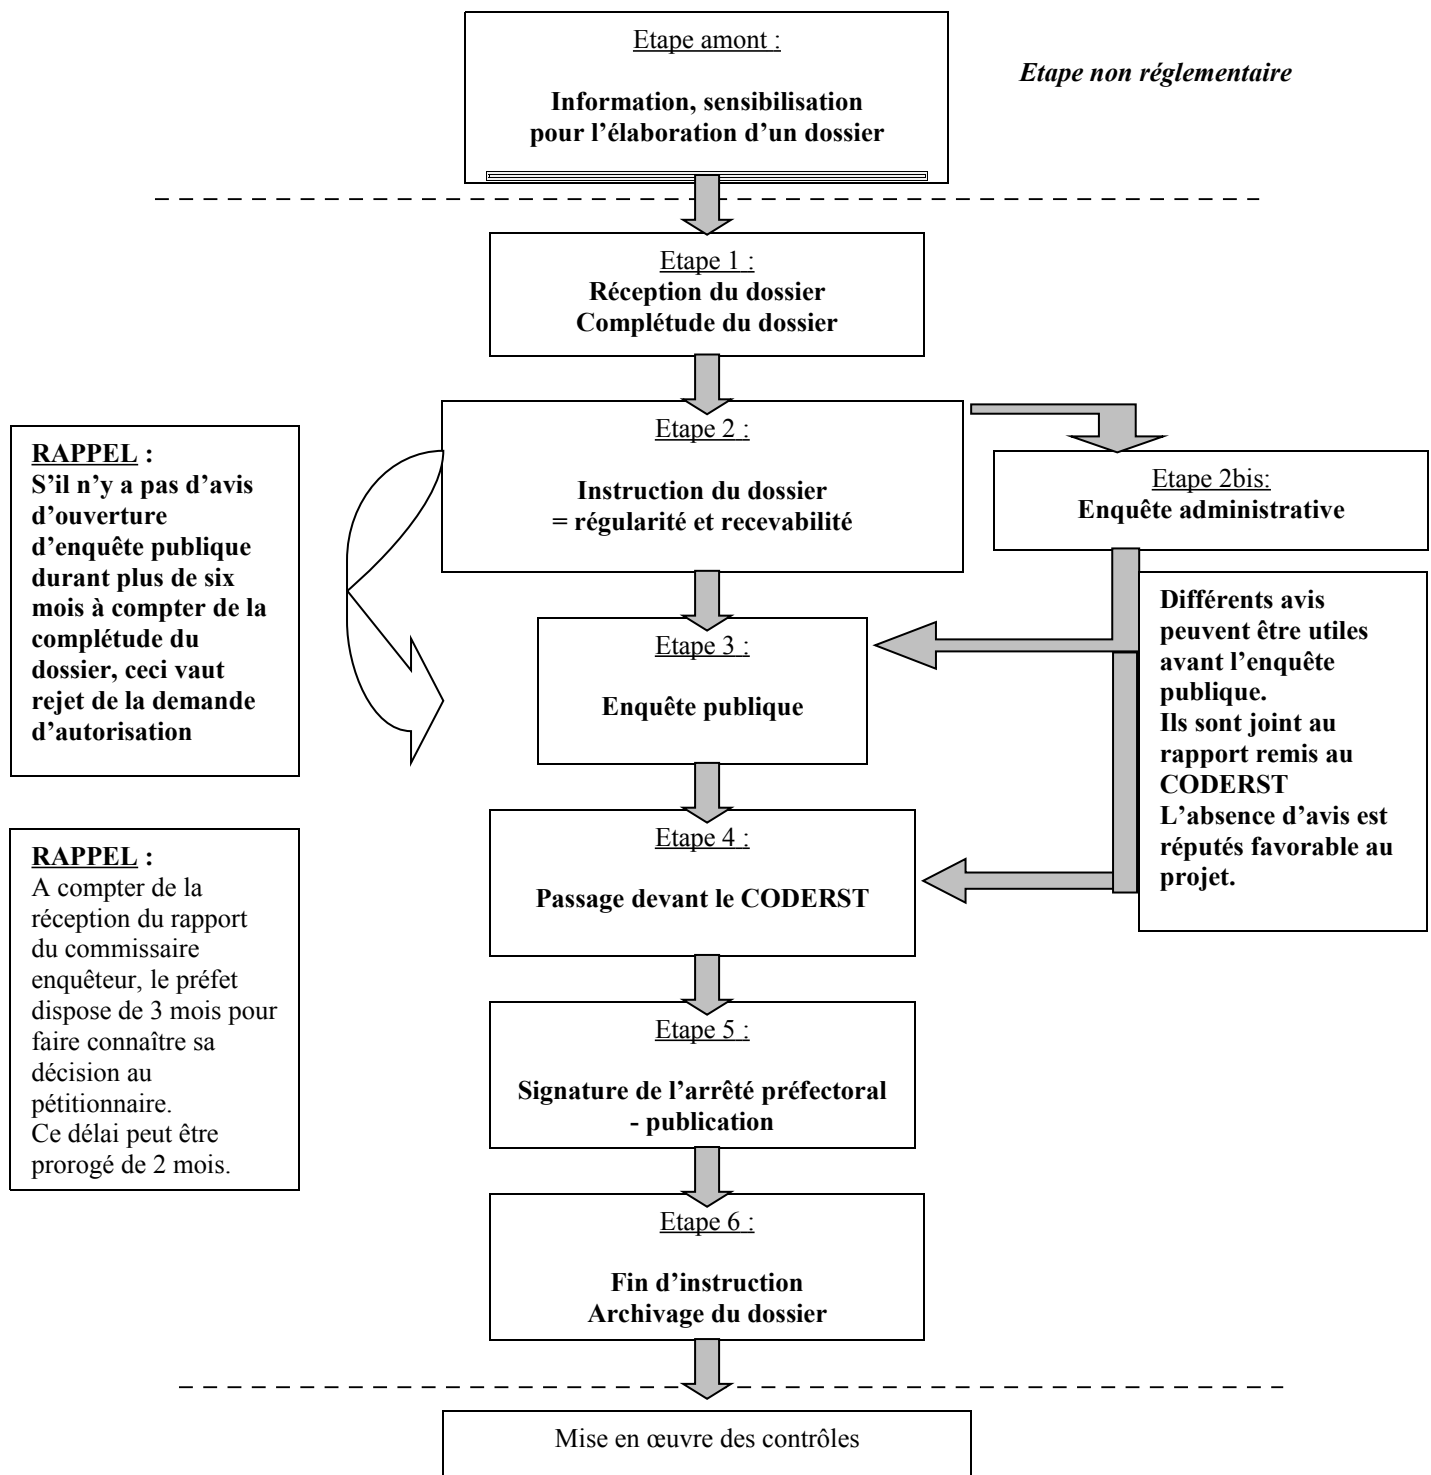 Etape amont :
Information, sensibilisation
pour l’élaboration d’un dossier
Etape non réglementaire
Etape 1 :
Réception du dossier
Complétude du dossier
Etape 2 :
Instruction du dossier
= régularité et recevabilité
Etape 2bis:
Enquête administrative
RAPPEL :
S’il n’y a pas d’avis
d’ouverture
d’enquête publique
durant plus de six
mois à compter de la
complétude du
dossier, ceci vaut
rejet de la demande
d’autorisation
Différents avis
peuvent être utiles
avant l’enquête
publique.
Ils sont joint au
rapport remis au
CODERST
L’absence d’avis est
réputés favorable au
projet.
Etape 3 :
Enquête publique
Etape 4 :
Passage devant le CODERST
RAPPEL :
A compter de la
réception du rapport
du commissaire
enquêteur, le préfet
dispose de 3 mois pour
faire connaître sa
décision au
pétitionnaire.
Ce délai peut être
prorogé de 2 mois.
Etape 5 :
Signature de l’arrêté préfectoral
- publication
Etape 6 :
Fin d’instruction
Archivage du dossier
Mise en œuvre des contrôles